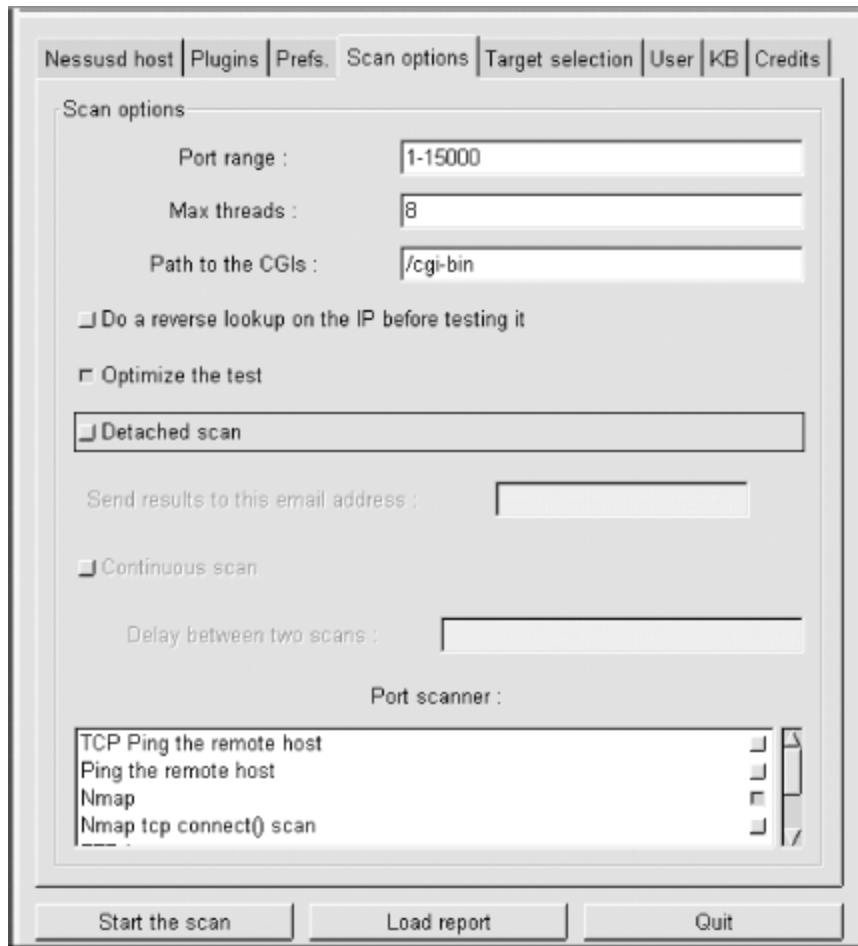 Nessusd host Plugins Prefs. Scan options Target selection User KB Credits
Scan options
Port range :
1-15000
Max threads :
8
Path to the CGIs :
/cgi-bin
Do a reverse lookup on the IP before testing it
Optimize the test
Detached scan
Send results to this email address :
Continuous scan
Delay between two scans :
Port scanner :
TCP Ping the remote host
Ping the remote host
Nmap
Nmap tcp connect() scan
Start the scan Load report Quit